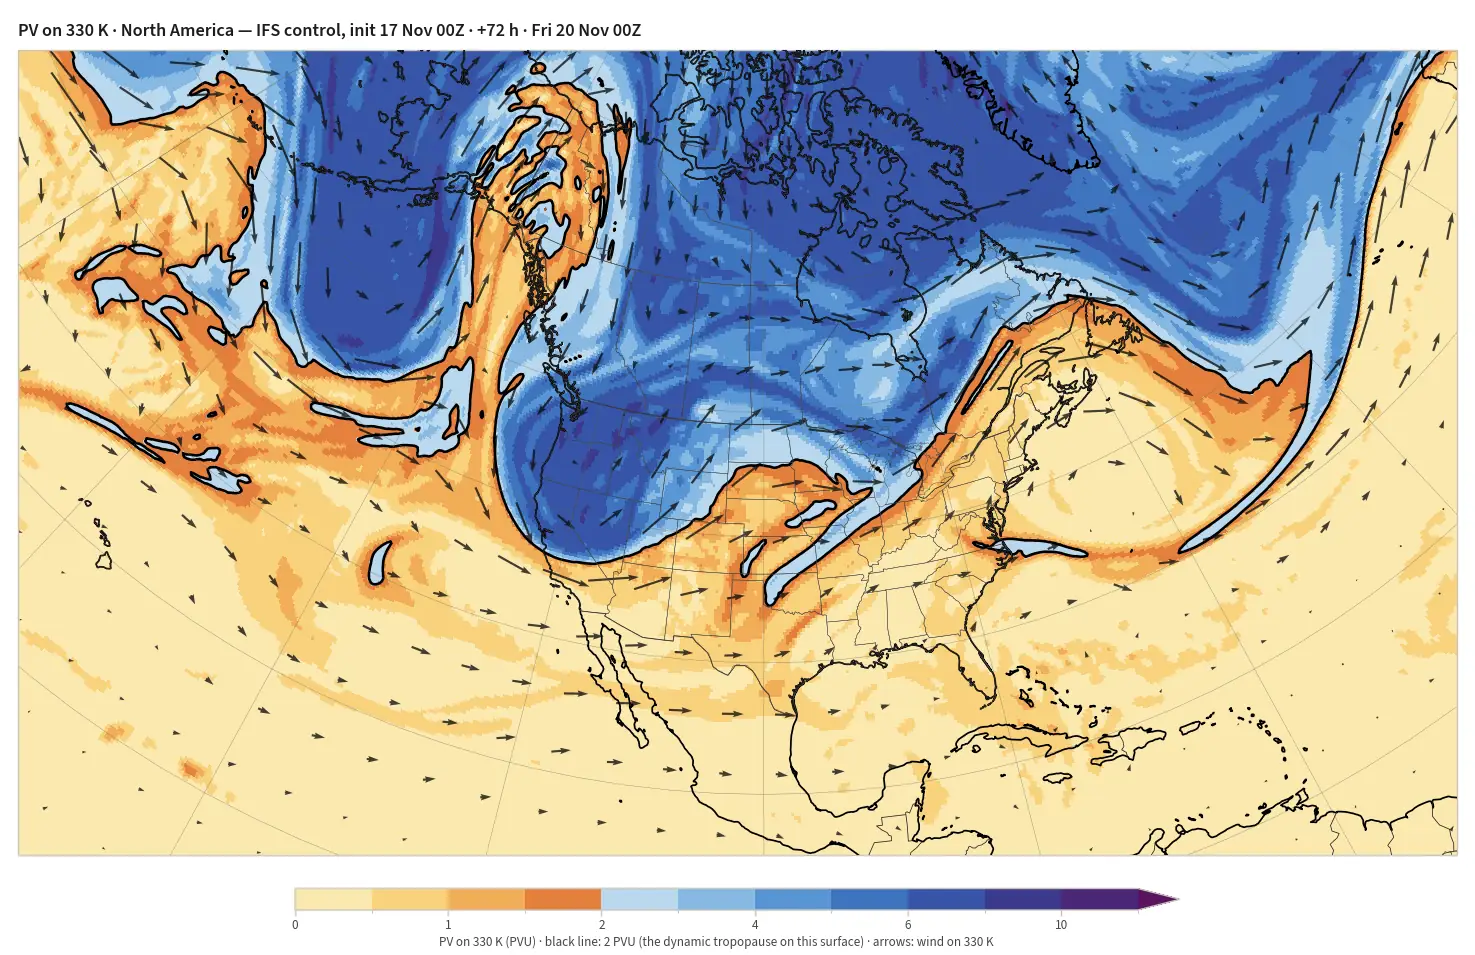 PV on 330 K · North America — IFS control, init 17 Nov 00Z · +72 h · Fri 20 Nov 00Z
0 1 2 4 6 10
PV on 330 K (PVU) · black line: 2 PVU (the dynamic tropopause on this surface) · arrows: wind on 330 K